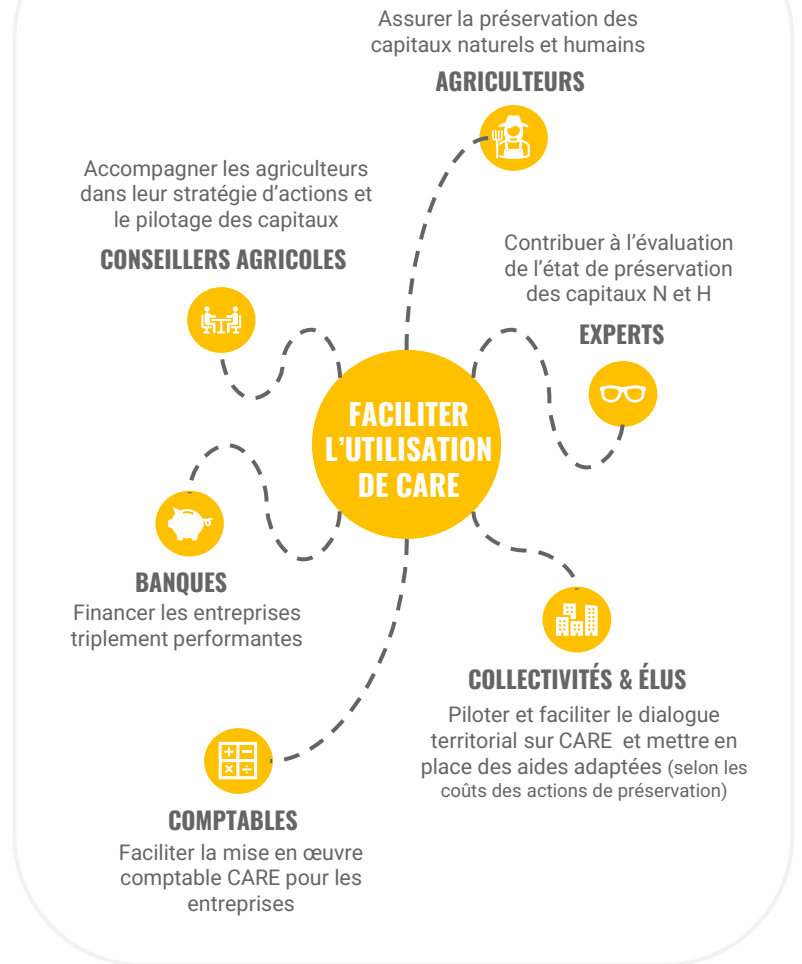 Assurer la préservation des
capitaux naturels et humains
AGRICULTEURS
Accompagner les agriculteurs
dans leur stratégie d'actions et
le pilotage des capitaux
CONSEILLERS AGRICOLES
Contribuer à l'évaluation
de l'état de préservation
des capitaux N et H
EXPERTS
FACILITER
L'UTILISATION
DE CARE
BANQUES
Financer les entreprises
triplement performantes
COLLECTIVITÉS & ÉLUS
Piloter et faciliter le dialogue
territorial sur CARE et mettre en
place des aides adaptées (selon les
coûts des actions de préservation)
COMPTABLES
Faciliter la mise en œuvre
comptable CARE pour les
entreprises